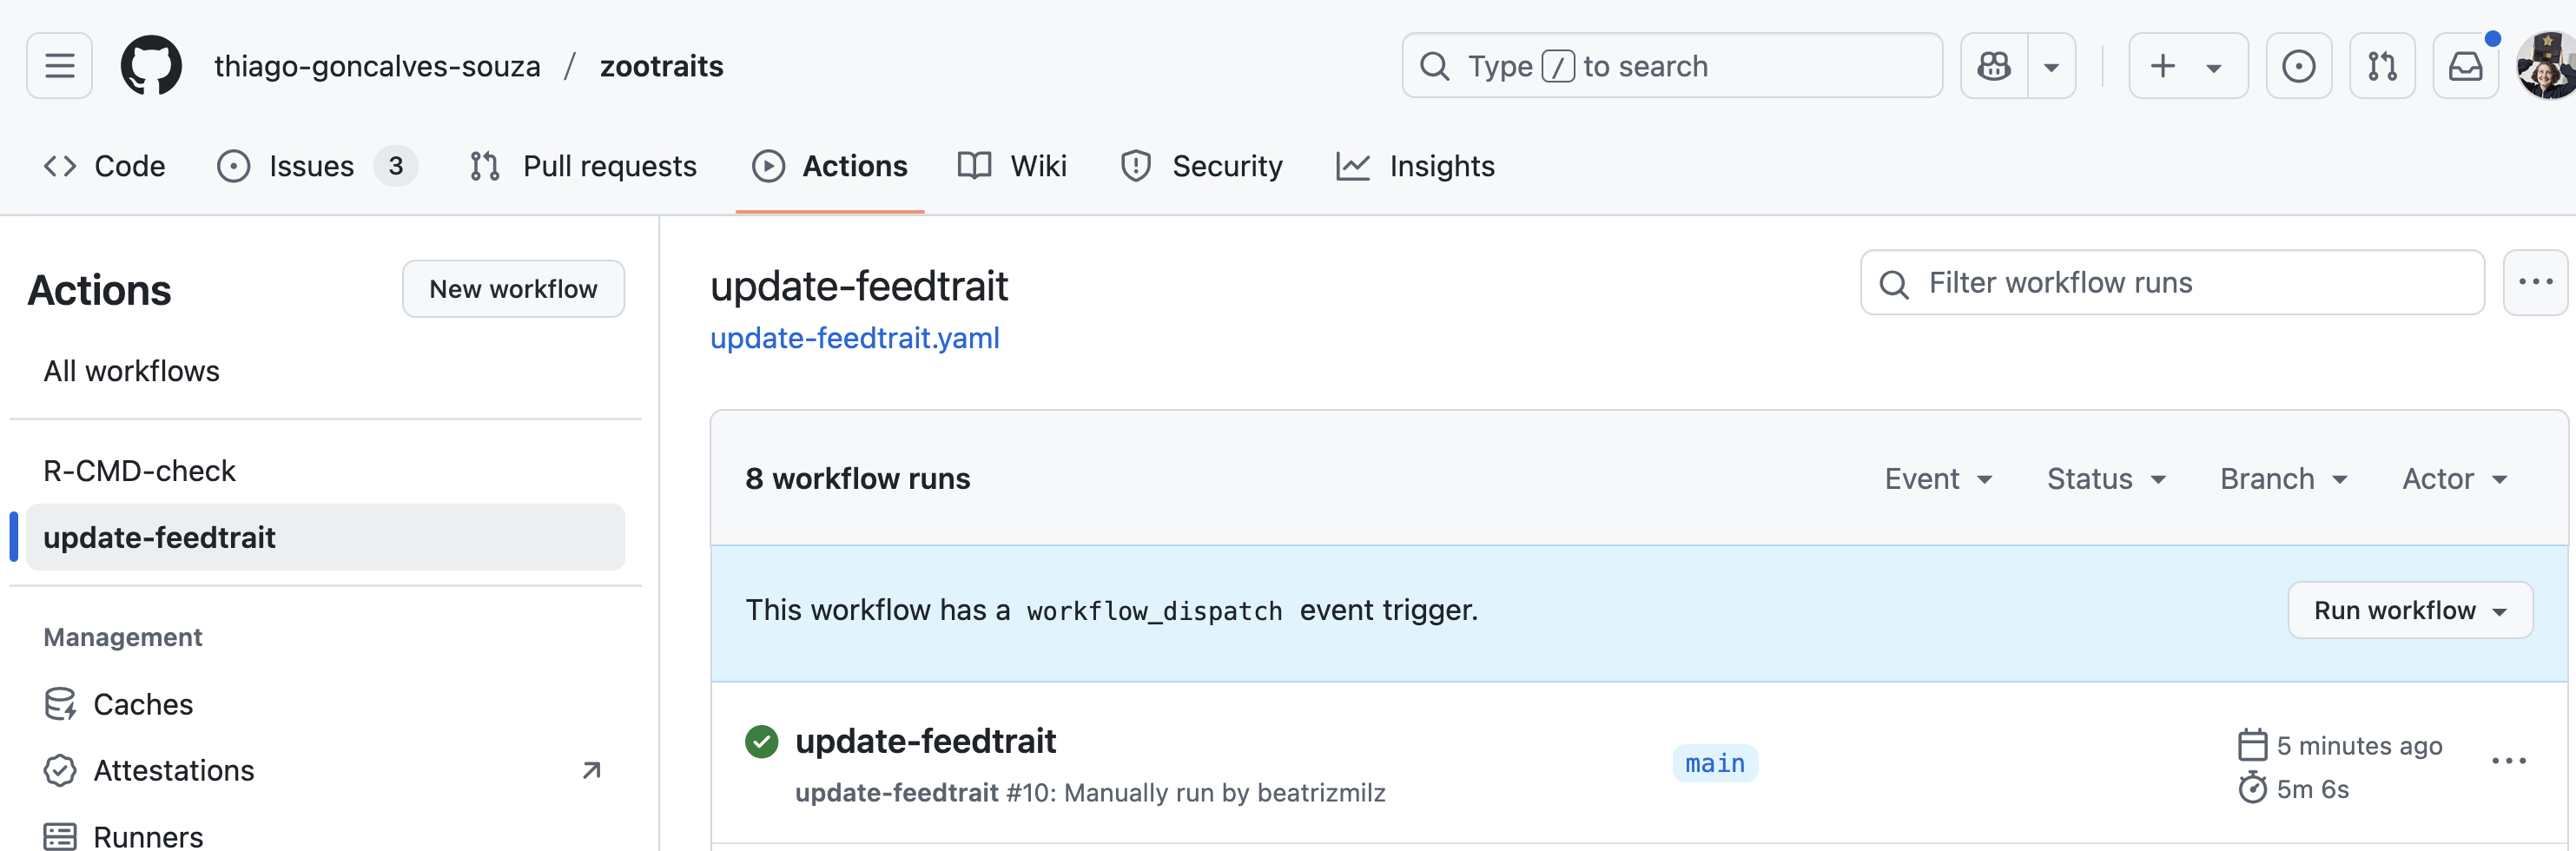 thiago-goncalves-souza / zootraits
Type / to search
Code
Issues 3
Pull requests
Actions
Wiki
Security
Insights
Actions
New workflow
All workflows
R-CMD-check
update-feedtrait
Management
Caches
Attestations
Runners
update-feedtrait
update-feedtrait.yaml
Filter workflow runs
8 workflow runs
Event
Status
Branch
Actor
This workflow has a workflow_dispatch event trigger.
Run workflow
update-feedtrait
update-feedtrait #10: Manually run by beatrizmilz
main
5 minutes ago
5m 6s